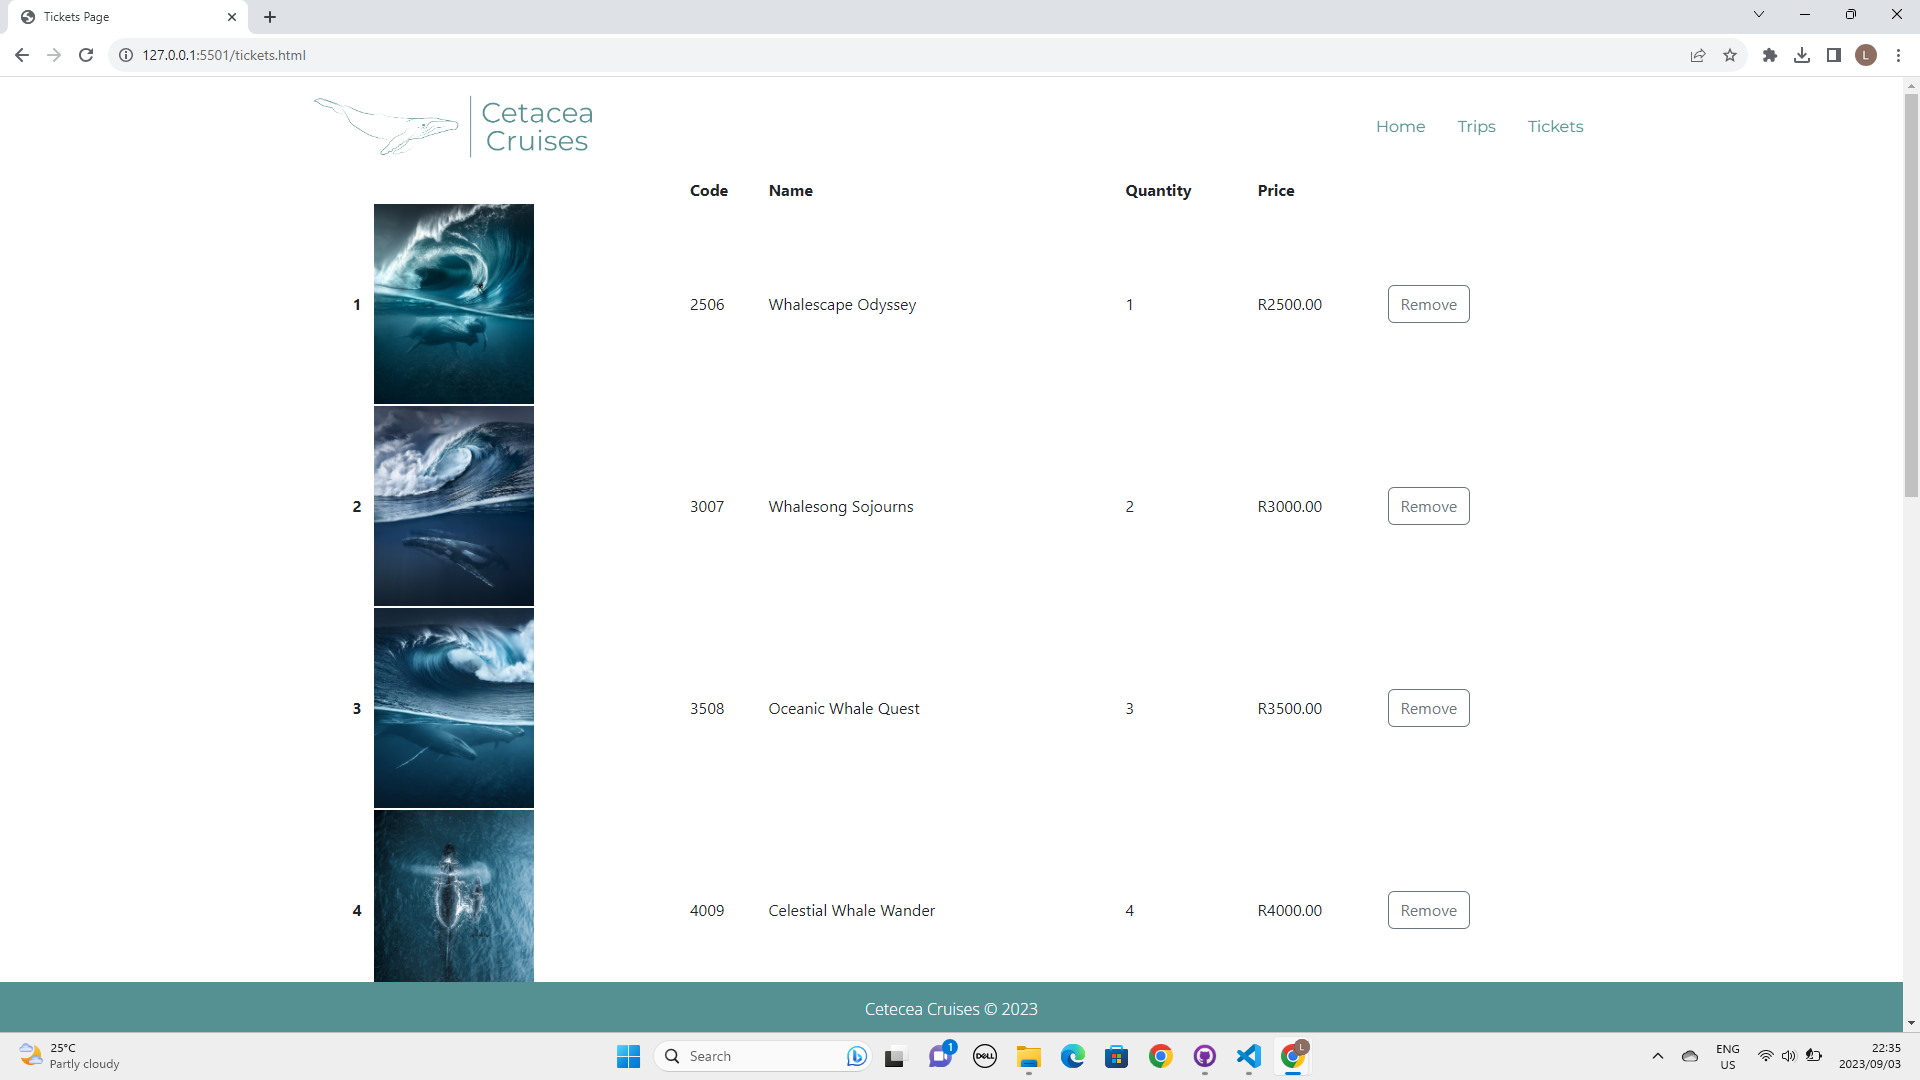 Tickets Page
127.0.0.1:5501/tickets.html
L
Cetacea
Cruises
Home Trips Tickets
Code Name Quantity Price
1 2506 Whalescape Odyssey 1 R2500.00 Remove
2 3007 Whalesong Sojourns 2 R3000.00 Remove
3 3508 Oceanic Whale Quest 3 R3500.00 Remove
4 4009 Celestial Whale Wander 4 R4000.00 Remove
Cetecea Cruises © 2023
25°C
Partly cloudy
Search
1
DELL
L
ENG
US
22:35
2023/09/03